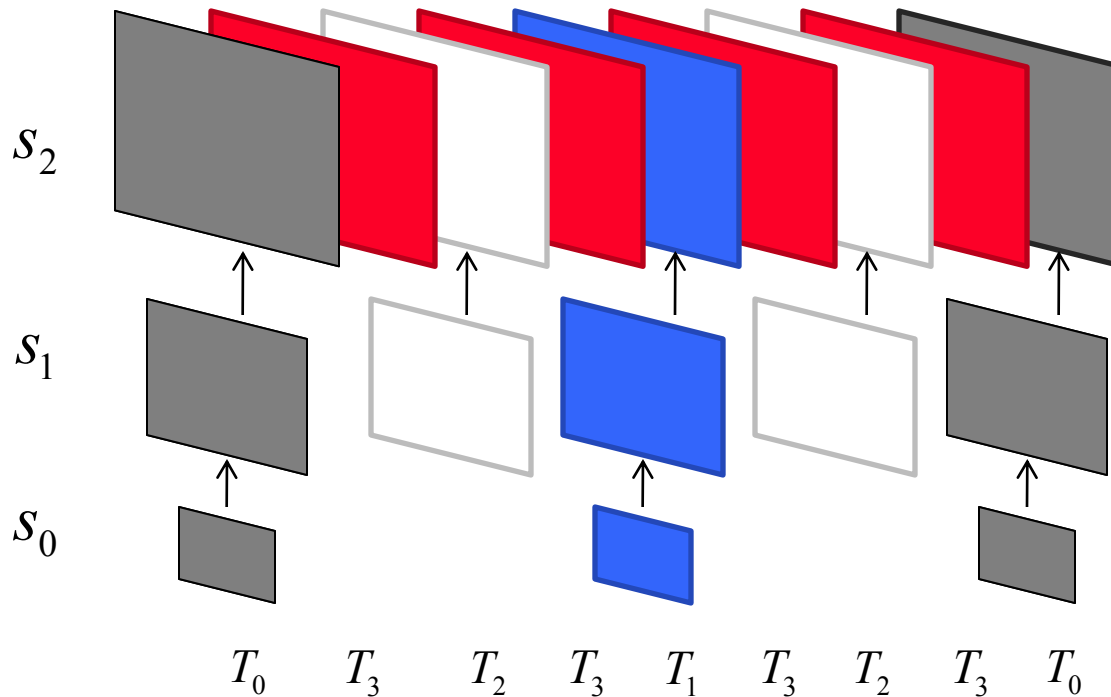 s₂
s₁
s₀
T₀ T₃ T₂ T₃ T₁ T₃ T₂ T₃ T₀